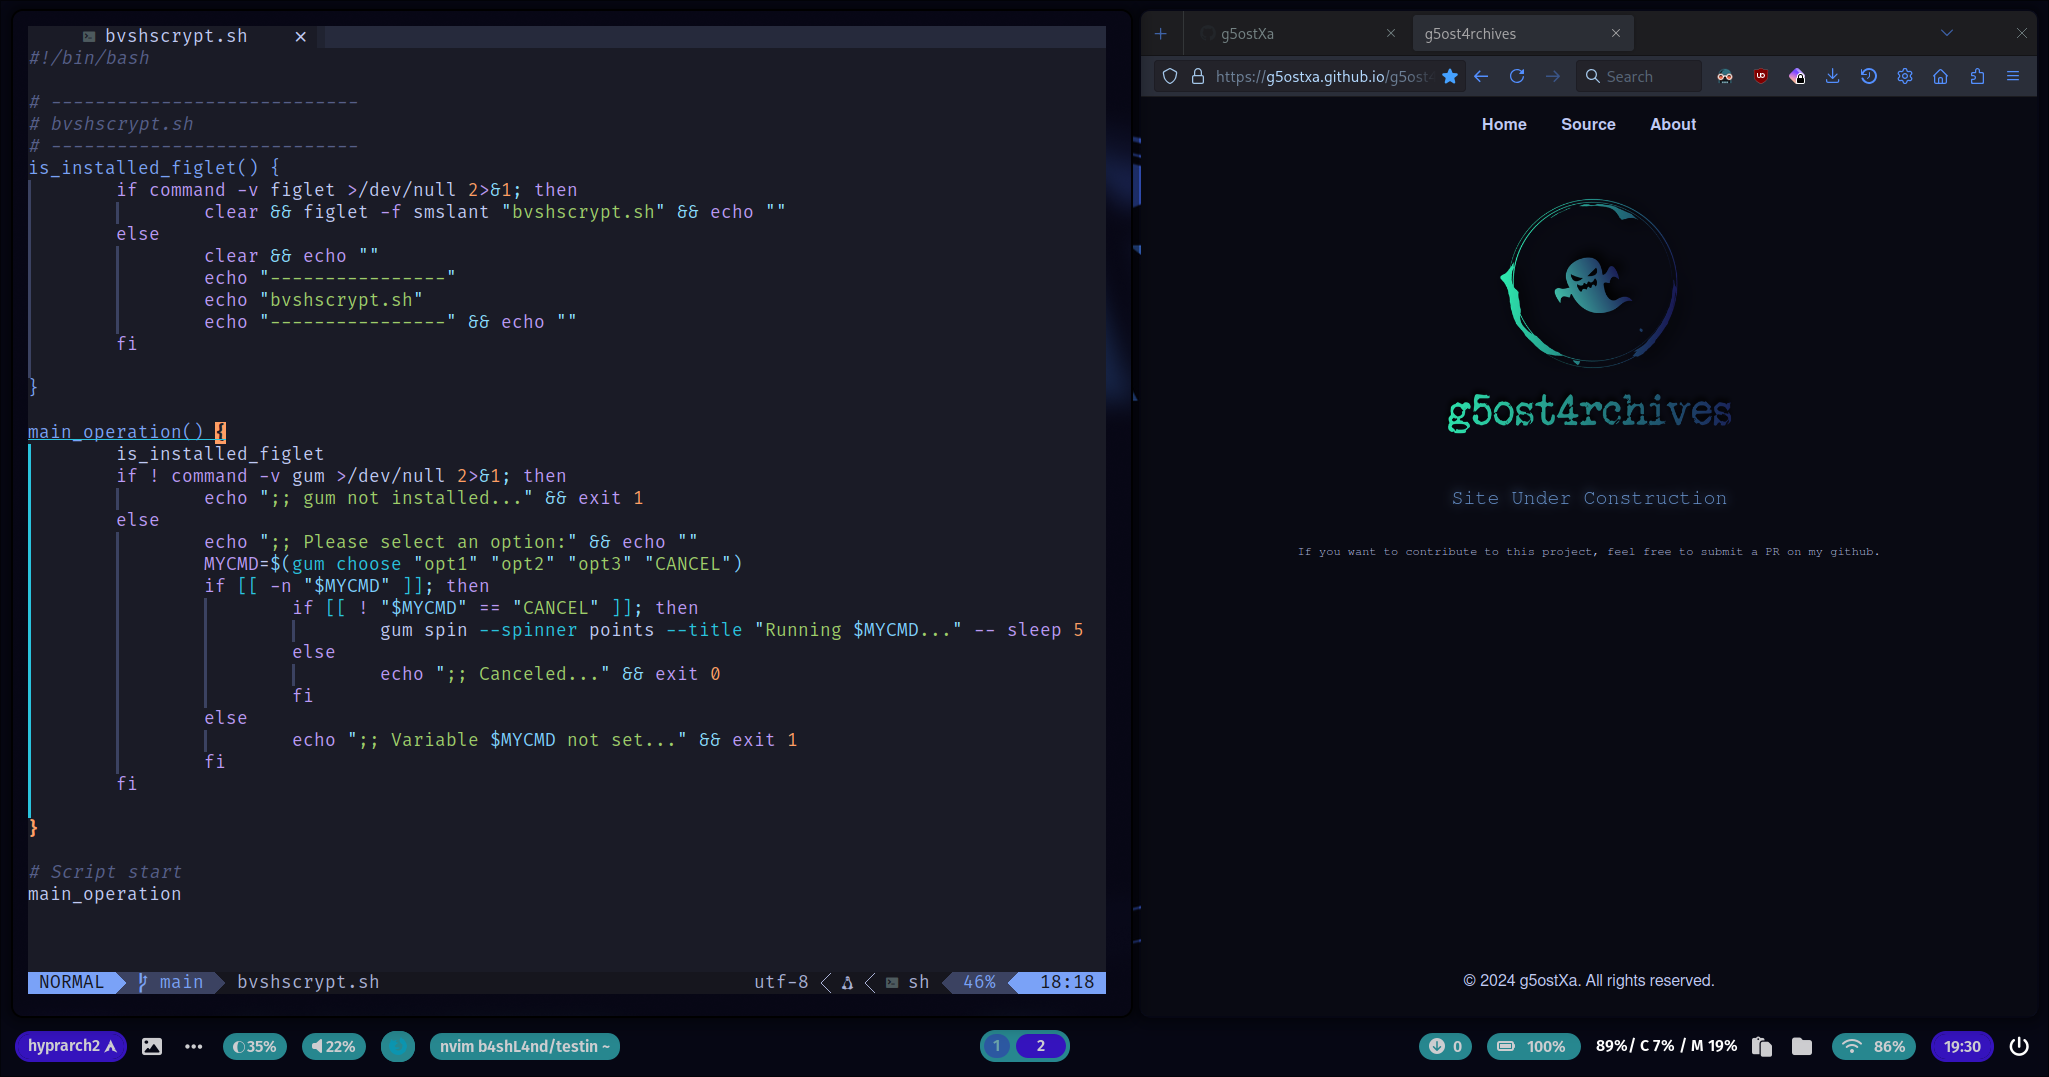 bvshscrypt.sh ×
#!/bin/bash
# ----------------------------
# bvshscrypt.sh
# ----------------------------
is_installed_figlet() {
if command -v figlet >/dev/null 2>&1; then
clear && figlet -f smslant "bvshscrypt.sh" && echo ""
else
clear && echo ""
echo "----------------"
echo "bvshscrypt.sh"
echo "----------------" && echo ""
fi
}
main_operation() {
is_installed_figlet
if ! command -v gum >/dev/null 2>&1; then
echo ";; gum not installed..." && exit 1
else
echo ";; Please select an option:" && echo ""
MYCMD=$(gum choose "opt1" "opt2" "opt3" "CANCEL")
if [[ -n "$MYCMD" ]]; then
if [[ ! "$MYCMD" == "CANCEL" ]]; then
gum spin --spinner points --title "Running $MYCMD..." -- sleep 5
else
echo ";; Canceled..." && exit 0
fi
else
echo ";; Variable $MYCMD not set..." && exit 1
fi
fi
}
# Script start
main_operation
NORMAL main bvshscrypt.sh utf-8 sh 46% 18:18
g5ostXa g5ost4rchives
https://g5ostxa.github.io/g5ost4 Search
Home Source About
g5ost4rchives
Site Under Construction
If you want to contribute to this project, feel free to submit a PR on my github.
© 2024 g5ostXa. All rights reserved.
hyprarch2 35% 22% nvim b4shL4nd/testin ~ 1 2 0 100% 89%/ C 7% / M 19% 86% 19:30